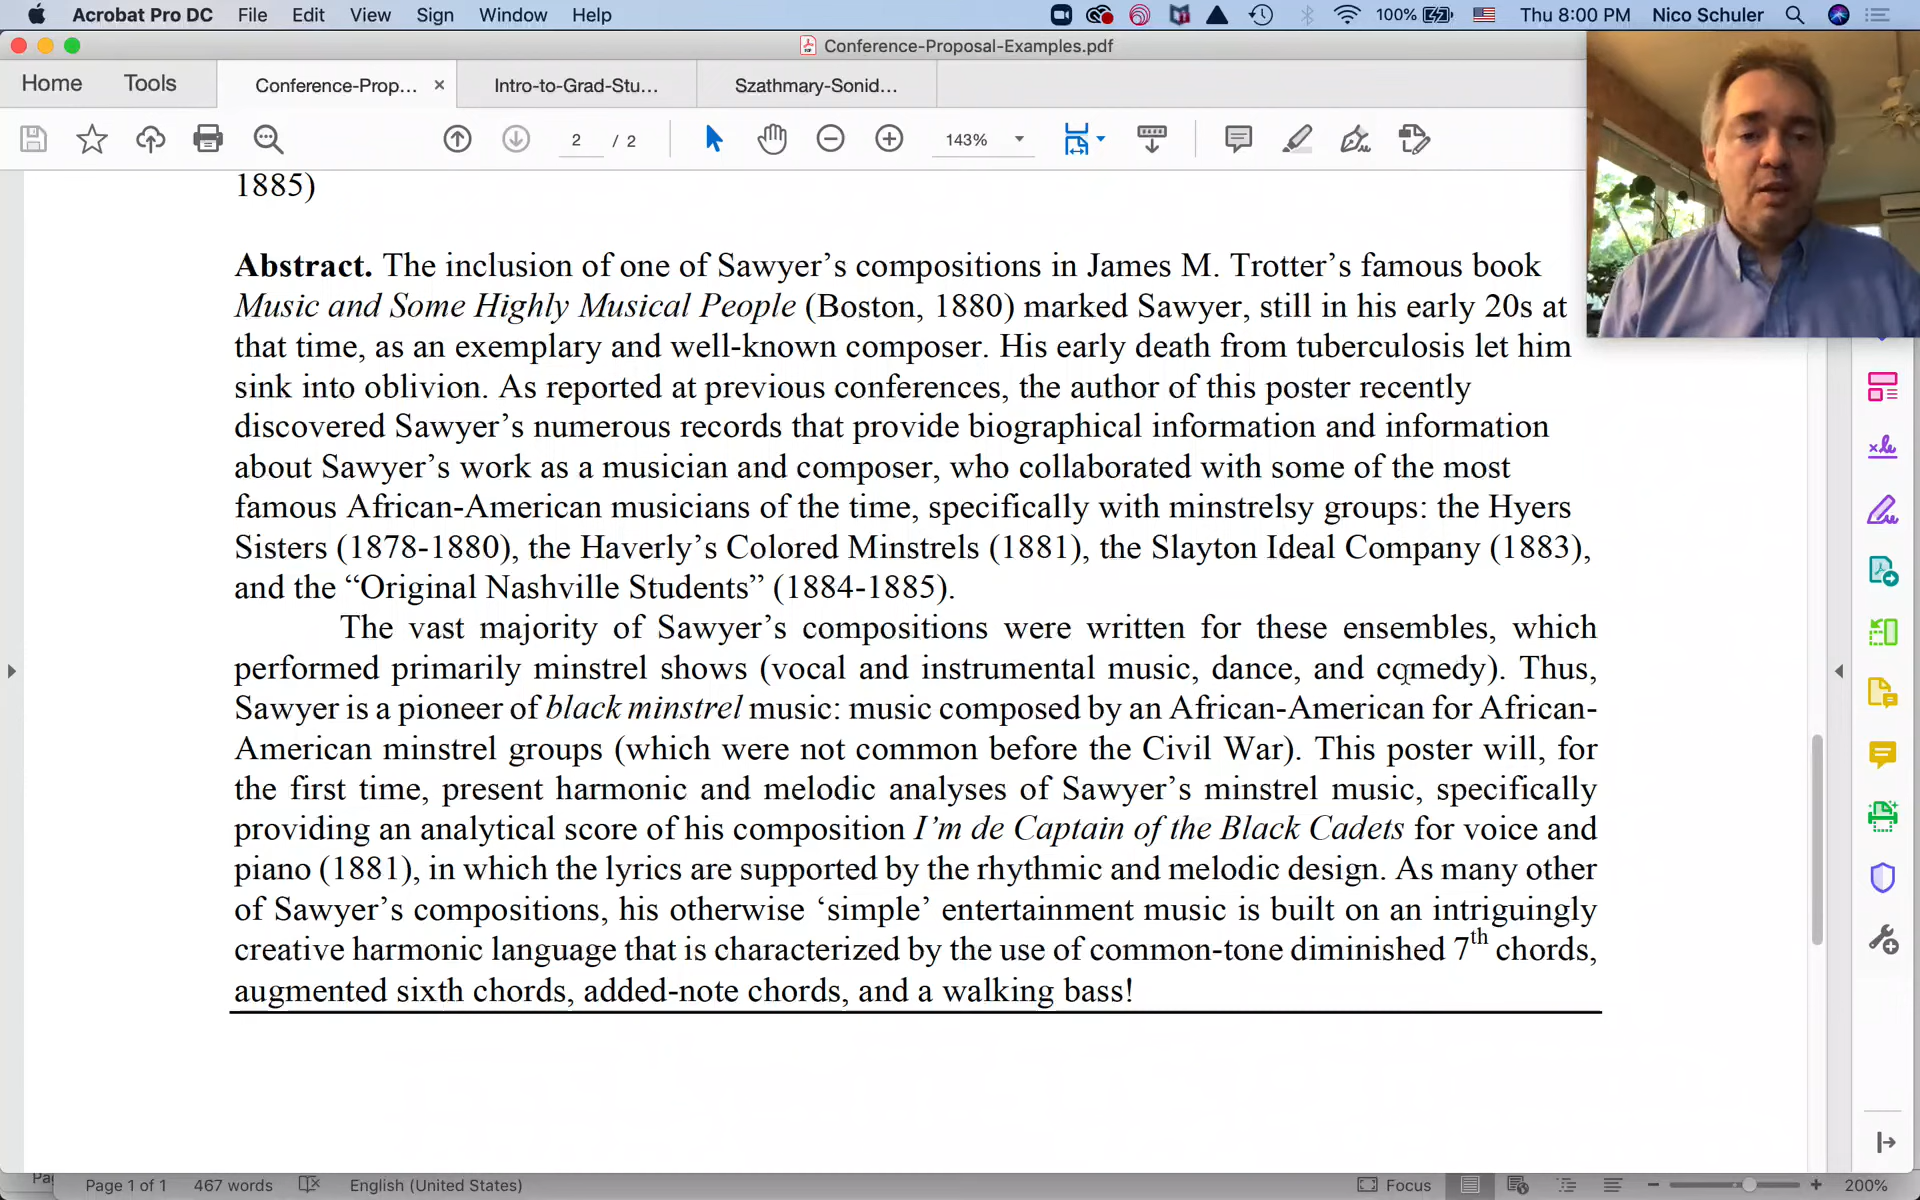 Acrobat Pro DC File Edit View Sign Window Help 100% Thu 8:00 PM Nico Schuler
Conference-Proposal-Examples.pdf
Home Tools Conference-Prop... × Intro-to-Grad-Stu... Szathmary-Sonid...
2 / 2 143%
1885)
Abstract. The inclusion of one of Sawyer’s compositions in James M. Trotter’s famous book
Music and Some Highly Musical People (Boston, 1880) marked Sawyer, still in his early 20s at
that time, as an exemplary and well-known composer. His early death from tuberculosis let him
sink into oblivion. As reported at previous conferences, the author of this poster recently
discovered Sawyer’s numerous records that provide biographical information and information
about Sawyer’s work as a musician and composer, who collaborated with some of the most
famous African-American musicians of the time, specifically with minstrelsy groups: the Hyers
Sisters (1878-1880), the Haverly’s Colored Minstrels (1881), the Slayton Ideal Company (1883),
and the “Original Nashville Students” (1884-1885).
The vast majority of Sawyer’s compositions were written for these ensembles, which
performed primarily minstrel shows (vocal and instrumental music, dance, and comedy). Thus,
Sawyer is a pioneer of black minstrel music: music composed by an African-American for African-
American minstrel groups (which were not common before the Civil War). This poster will, for
the first time, present harmonic and melodic analyses of Sawyer’s minstrel music, specifically
providing an analytical score of his composition I’m de Captain of the Black Cadets for voice and
piano (1881), in which the lyrics are supported by the rhythmic and melodic design. As many other
of Sawyer’s compositions, his otherwise ‘simple’ entertainment music is built on an intriguingly
creative harmonic language that is characterized by the use of common-tone diminished 7th chords,
augmented sixth chords, added-note chords, and a walking bass!
Page 1 of 1 467 words English (United States) Focus 200%